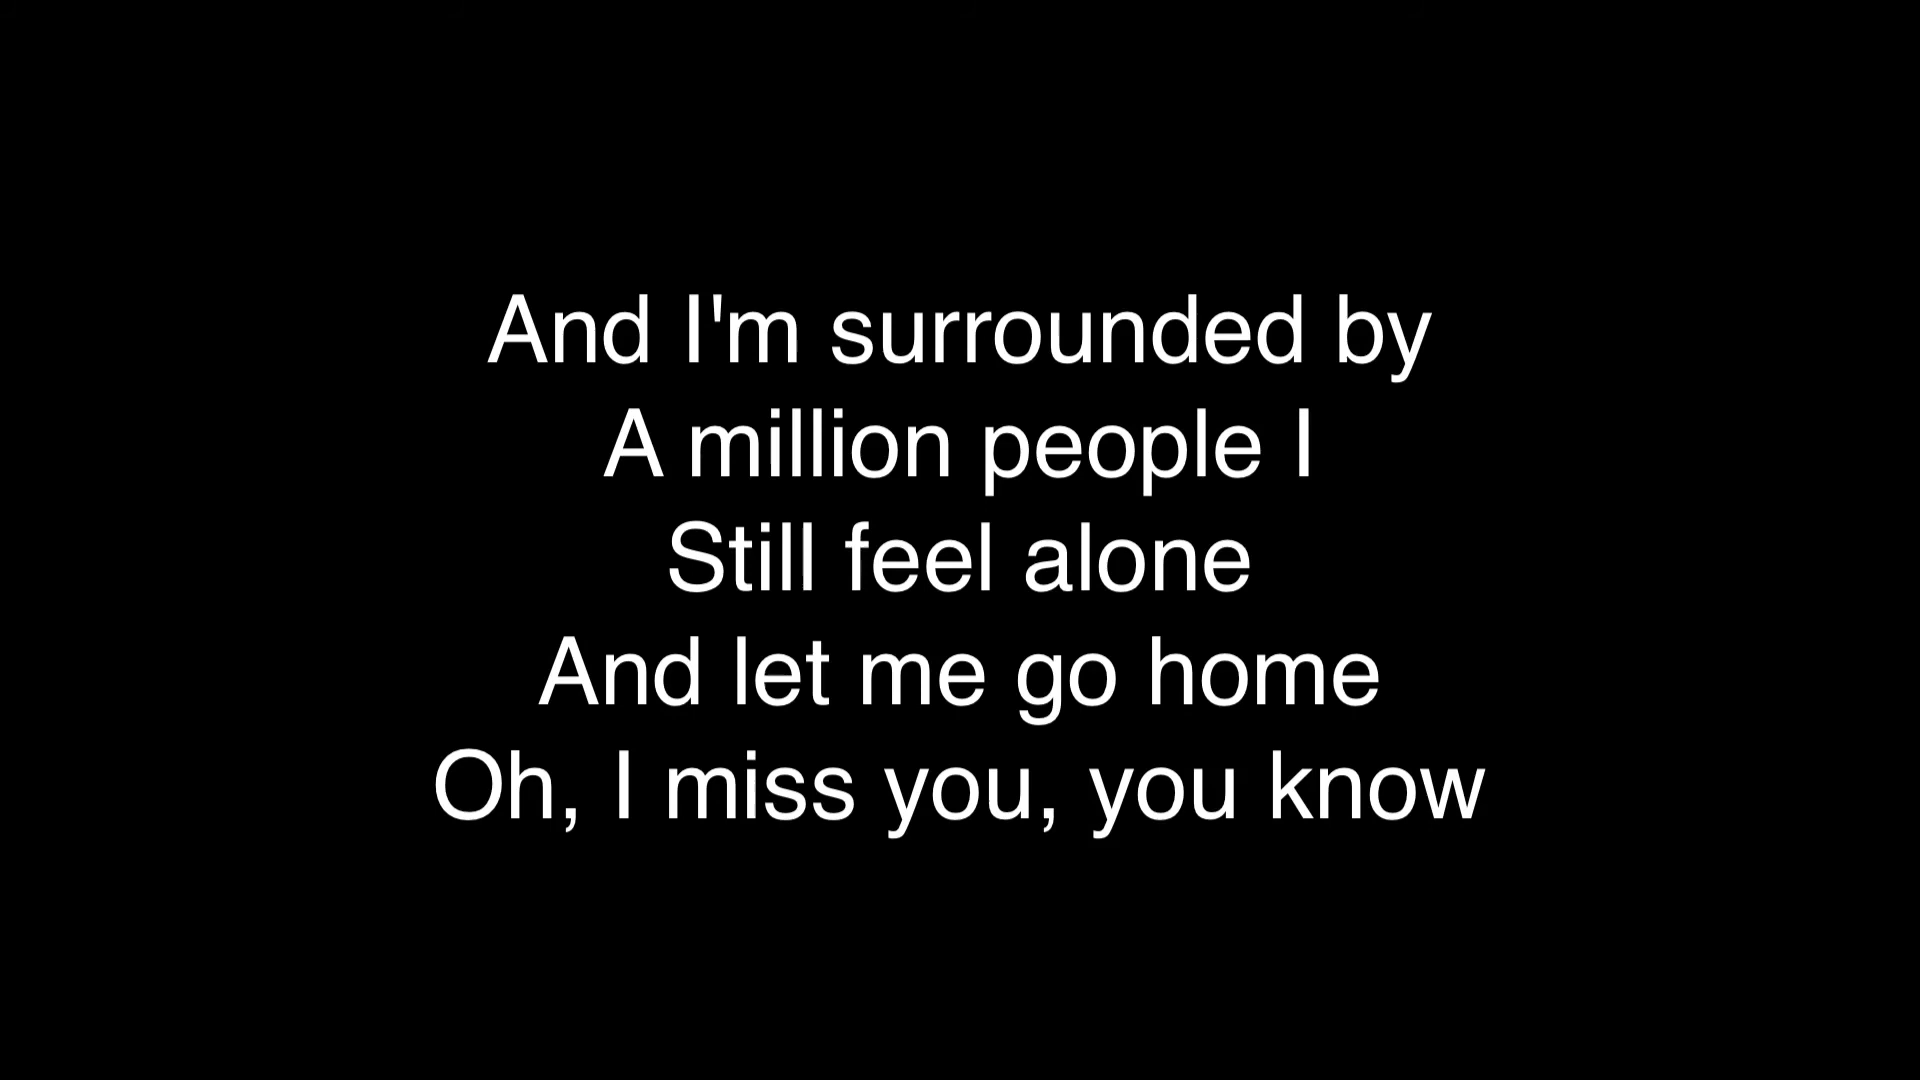 And I'm surrounded by
A million people I
Still feel alone
And let me go home
Oh, I miss you, you know